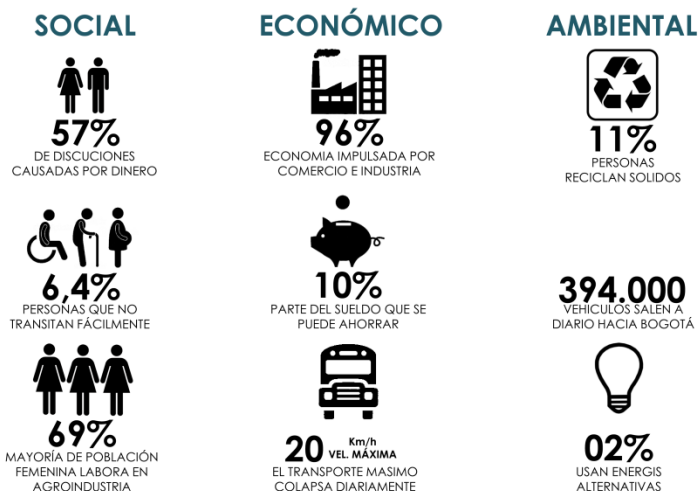 SOCIAL
57%
DE DISCUCIONES
CAUSADAS POR DINERO
6,4%
PERSONAS QUE NO
TRANSITAN FÁCILMENTE
69%
MAYORÍA DE POBLACIÓN
FEMENINA LABORA EN
AGROINDUSTRIA
ECONÓMICO
96%
ECONOMIA IMPULSADA POR
COMERCIO E INDUSTRIA
10%
PARTE DEL SUELDO QUE SE
PUEDE AHORRAR
20 Km/h
VEL. MÁXIMA
EL TRANSPORTE MASIMO
COLAPSA DIARIAMENTE
AMBIENTAL
11%
PERSONAS
RECICLAN SOLIDOS
394.000
VEHICULOS SALEN A
DIARIO HACIA BOGOTÁ
02%
USAN ENERGIS
ALTERNATIVAS